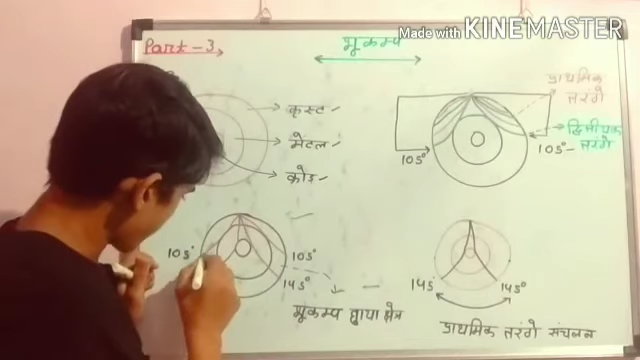 Made with KINEMASTER
Part-3
भूकम्प
प्राथमिक
तरंगे
क्रस्ट
मेटल
कोर
द्वितीयक
तरंगे
105°
105°
105°
105°
145°
145°
145°
भूकम्प छाया क्षेत्र
प्राथमिक तरंगे संचलन